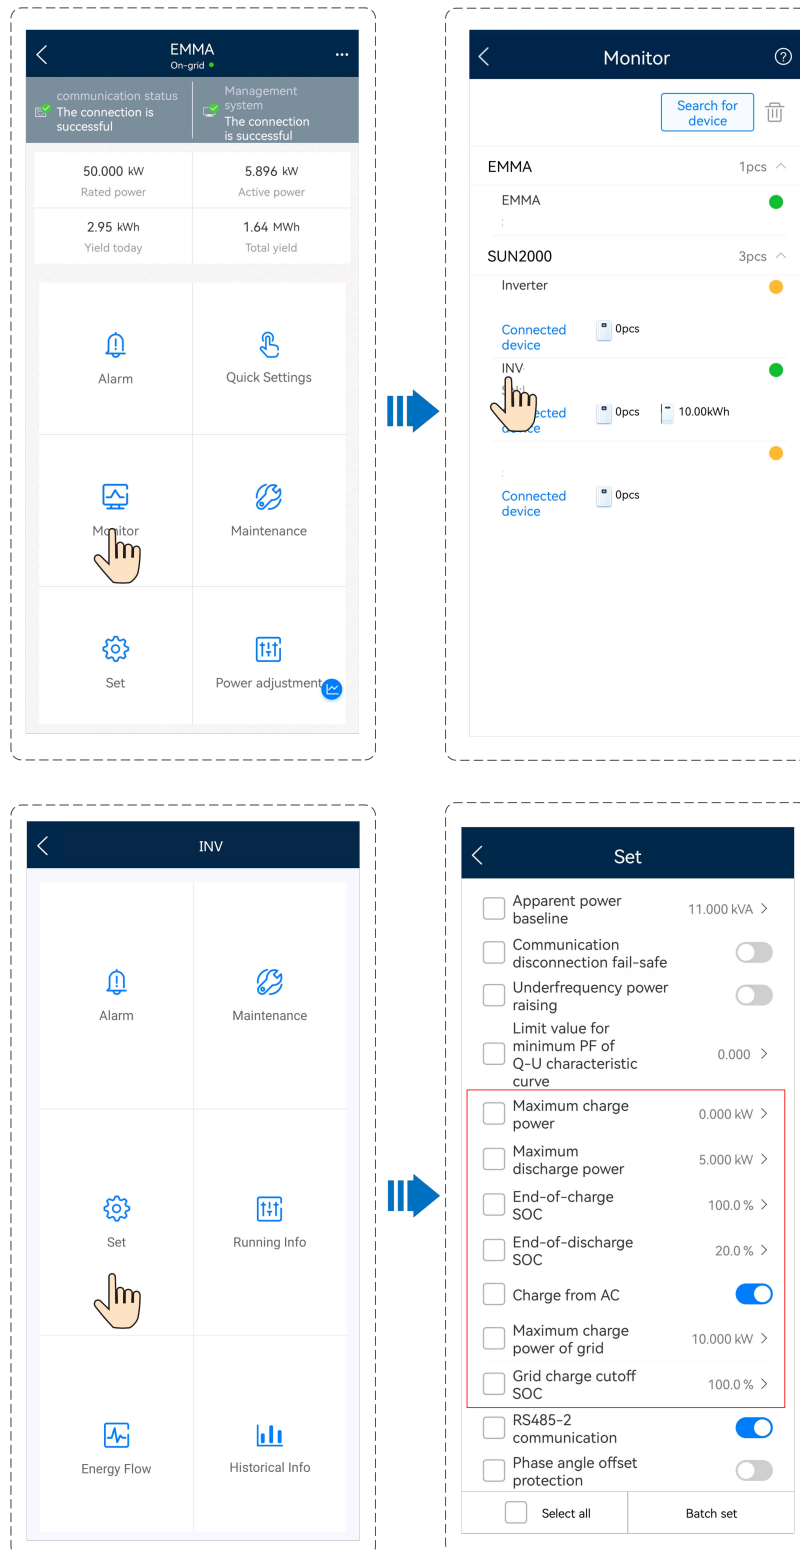 EMMA
On-grid
communication status
The connection is
successful
Management
system
The connection
is successful
50.000 kW
Rated power
5.896 kW
Active power
2.95 kWh
Yield today
1.64 MWh
Total yield
Alarm
Quick Settings
Monitor
Maintenance
Set
Power adjustment
Monitor
Search for
device
EMMA
1pcs
EMMA
SUN2000
3pcs
Inverter
Connected
device
0pcs
INV
0pcs
10.00kWh
Connected
device
0pcs
INV
Alarm
Maintenance
Set
Running Info
Energy Flow
Historical Info
Set
Apparent power
baseline
11.000 kVA
Communication
disconnection fail-safe
Underfrequency power
raising
Limit value for
minimum PF of
Q-U characteristic
curve
0.000
Maximum charge
power
0.000 kW
Maximum
discharge power
5.000 kW
End-of-charge
SOC
100.0 %
End-of-discharge
SOC
20.0 %
Charge from AC
Maximum charge
power of grid
10.000 kW
Grid charge cutoff
SOC
100.0 %
RS485-2
communication
Phase angle offset
protection
Select all
Batch set